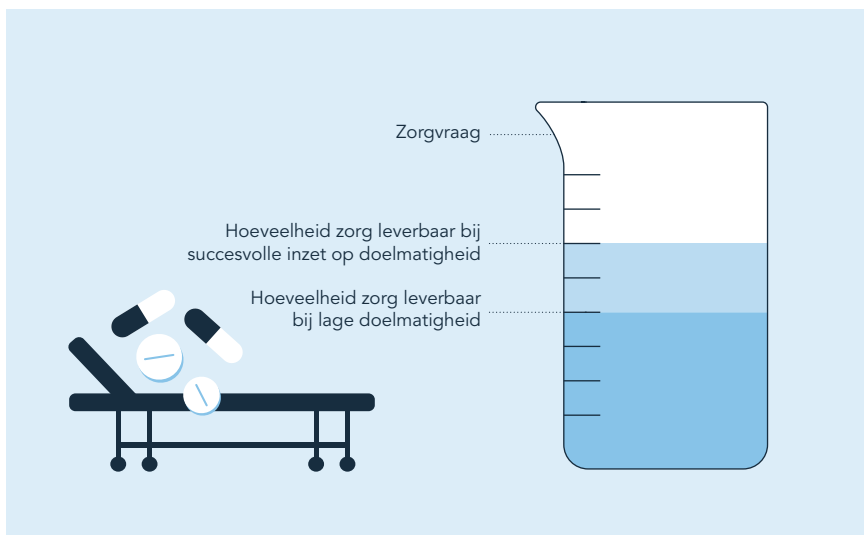 Zorgvraag
Hoeveelheid zorg leverbaar bij
succesvolle inzet op doelmatigheid
Hoeveelheid zorg leverbaar
bij lage doelmatigheid